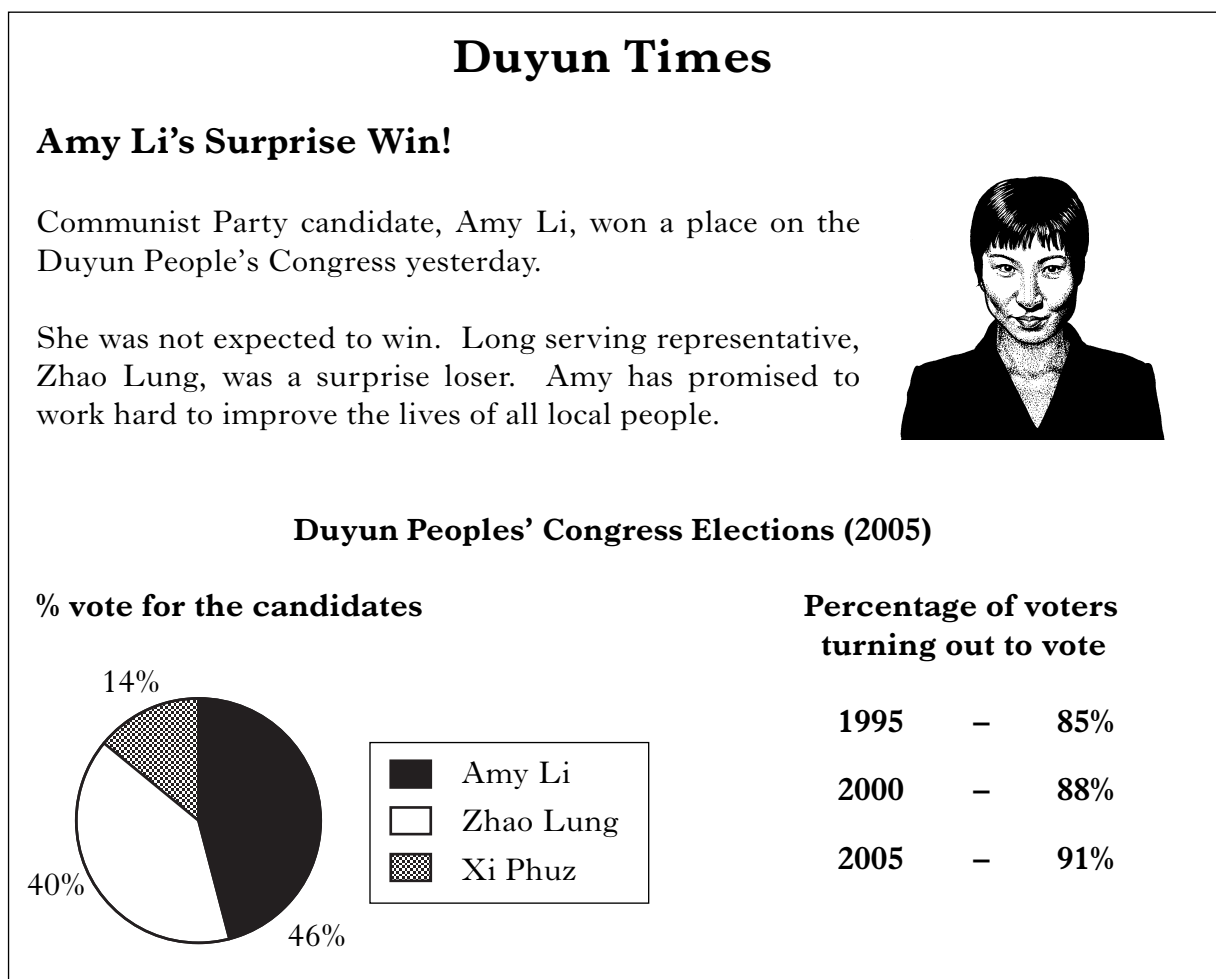 Duyun Times
Amy Li’s Surprise Win!
Communist Party candidate, Amy Li, won a place on the
Duyun People’s Congress yesterday.
She was not expected to win. Long serving representative,
Zhao Lung, was a surprise loser. Amy has promised to
work hard to improve the lives of all local people.
Duyun Peoples’ Congress Elections (2005)
% vote for the candidates
14%
40%
46%
Amy Li
Zhao Lung
Xi Phuz
Percentage of voters
turning out to vote
1995 – 85%
2000 – 88%
2005 – 91%